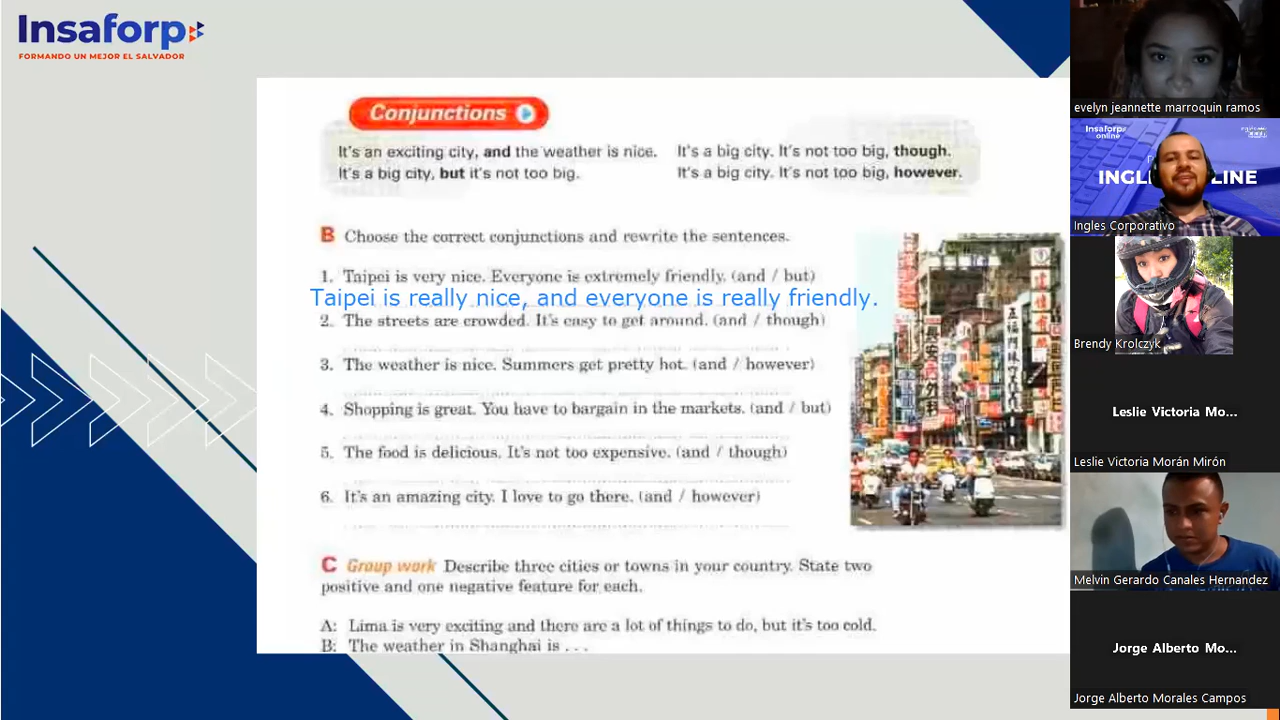 Insaforp
FORMANDO UN MEJOR EL SALVADOR
Conjunctions
It's an exciting city, and the weather is nice.
It's a big city, but it's not too big.
It's a big city. It's not too big, though.
It's a big city. It's not too big, however.
B Choose the correct conjunctions and rewrite the sentences.
1. Taipei is very nice. Everyone is extremely friendly. (and / but)
Taipei is really nice, and everyone is really friendly.
2. The streets are crowded. It's easy to get around. (and / though)
3. The weather is nice. Summers get pretty hot. (and / however)
4. Shopping is great. You have to bargain in the markets. (and / but)
5. The food is delicious. It's not too expensive. (and / though)
6. It's an amazing city. I love to go there. (and / however)
C Group work Describe three cities or towns in your country. State two
positive and one negative feature for each.
A: Lima is very exciting and there are a lot of things to do, but it's too cold.
B: The weather in Shanghai is . . .
evelyn jeannette marroquin ramos
Insaforp
online
INGL LINE
Ingles Corporativo
Brendy Krolczyk
Leslie Victoria Mo...
Leslie Victoria Morán Mirón
Melvin Gerardo Canales Hernandez
Jorge Alberto Mo...
Jorge Alberto Morales Campos